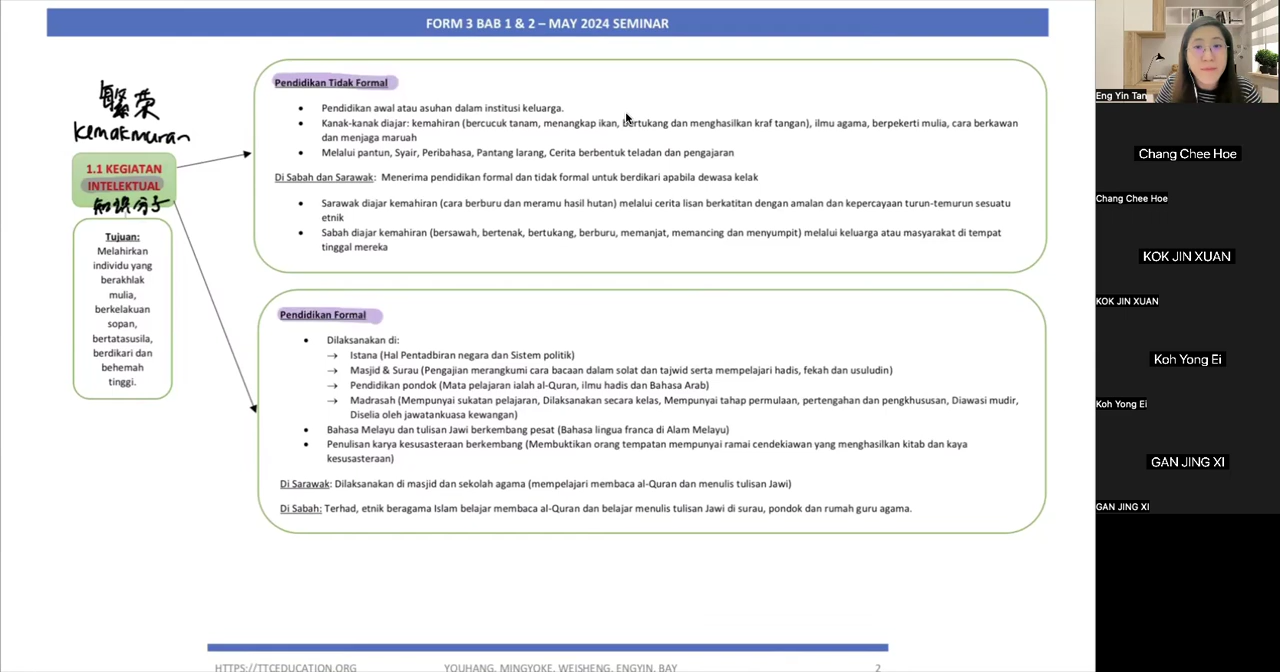 FORM 3 BAB 1 & 2 – MAY 2024 SEMINAR
繁荣
Kemakmuran
1.1 KEGIATAN
INTELEKTUAL
知识分子
Tujuan:
Melahirkan
individu yang
berakhlak
mulia,
berkelakuan
sopan,
bertatasusila,
berdikari dan
behemah
tinggi.
Pendidikan Tidak Formal
• Pendidikan awal atau asuhan dalam institusi keluarga.
• Kanak-kanak diajar: kemahiran (bercucuk tanam, menangkap ikan, bertukang dan menghasilkan kraf tangan), ilmu agama, berpekerti mulia, cara berkawan
dan menjaga maruah
• Melalui pantun, Syair, Peribahasa, Pantang larang, Cerita berbentuk teladan dan pengajaran
Di Sabah dan Sarawak: Menerima pendidikan formal dan tidak formal untuk berdikari apabila dewasa kelak
• Sarawak diajar kemahiran (cara berburu dan meramu hasil hutan) melalui cerita lisan berkatitan dengan amalan dan kepercayaan turun-temurun sesuatu
etnik
• Sabah diajar kemahiran (bersawah, bertenak, bertukang, berburu, memanjat, memancing dan menyumpit) melalui keluarga atau masyarakat di tempat
tinggal mereka
Pendidikan Formal
• Dilaksanakan di:
→ Istana (Hal Pentadbiran negara dan Sistem politik)
→ Masjid & Surau (Pengajian merangkumi cara bacaan dalam solat dan tajwid serta mempelajari hadis, fekah dan usuludin)
→ Pendidikan pondok (Mata pelajaran ialah al-Quran, ilmu hadis dan Bahasa Arab)
→ Madrasah (Mempunyai sukatan pelajaran, Dilaksanakan secara kelas, Mempunyai tahap permulaan, pertengahan dan pengkhususan, Diawasi mudir,
Diselia oleh jawatankuasa kewangan)
• Bahasa Melayu dan tulisan Jawi berkembang pesat (Bahasa lingua franca di Alam Melayu)
• Penulisan karya kesusasteraan berkembang (Membuktikan orang tempatan mempunyai ramai cendekiawan yang menghasilkan kitab dan kaya
kesusasteraan)
Di Sarawak: Dilaksanakan di masjid dan sekolah agama (mempelajari membaca al-Quran dan menulis tulisan Jawi)
Di Sabah: Terhad, etnik beragama Islam belajar membaca al-Quran dan belajar menulis tulisan Jawi di surau, pondok dan rumah guru agama.
HTTPS://TTCEDUCATION.ORG YOUHANG, MINGYOKE, WEISHENG, ENGYIN, BAY 2
Eng Yin Tan
Chang Chee Hoe
Chang Chee Hoe
KOK JIN XUAN
KOK JIN XUAN
Koh Yong Ei
Koh Yong Ei
GAN JING XI
GAN JING XI